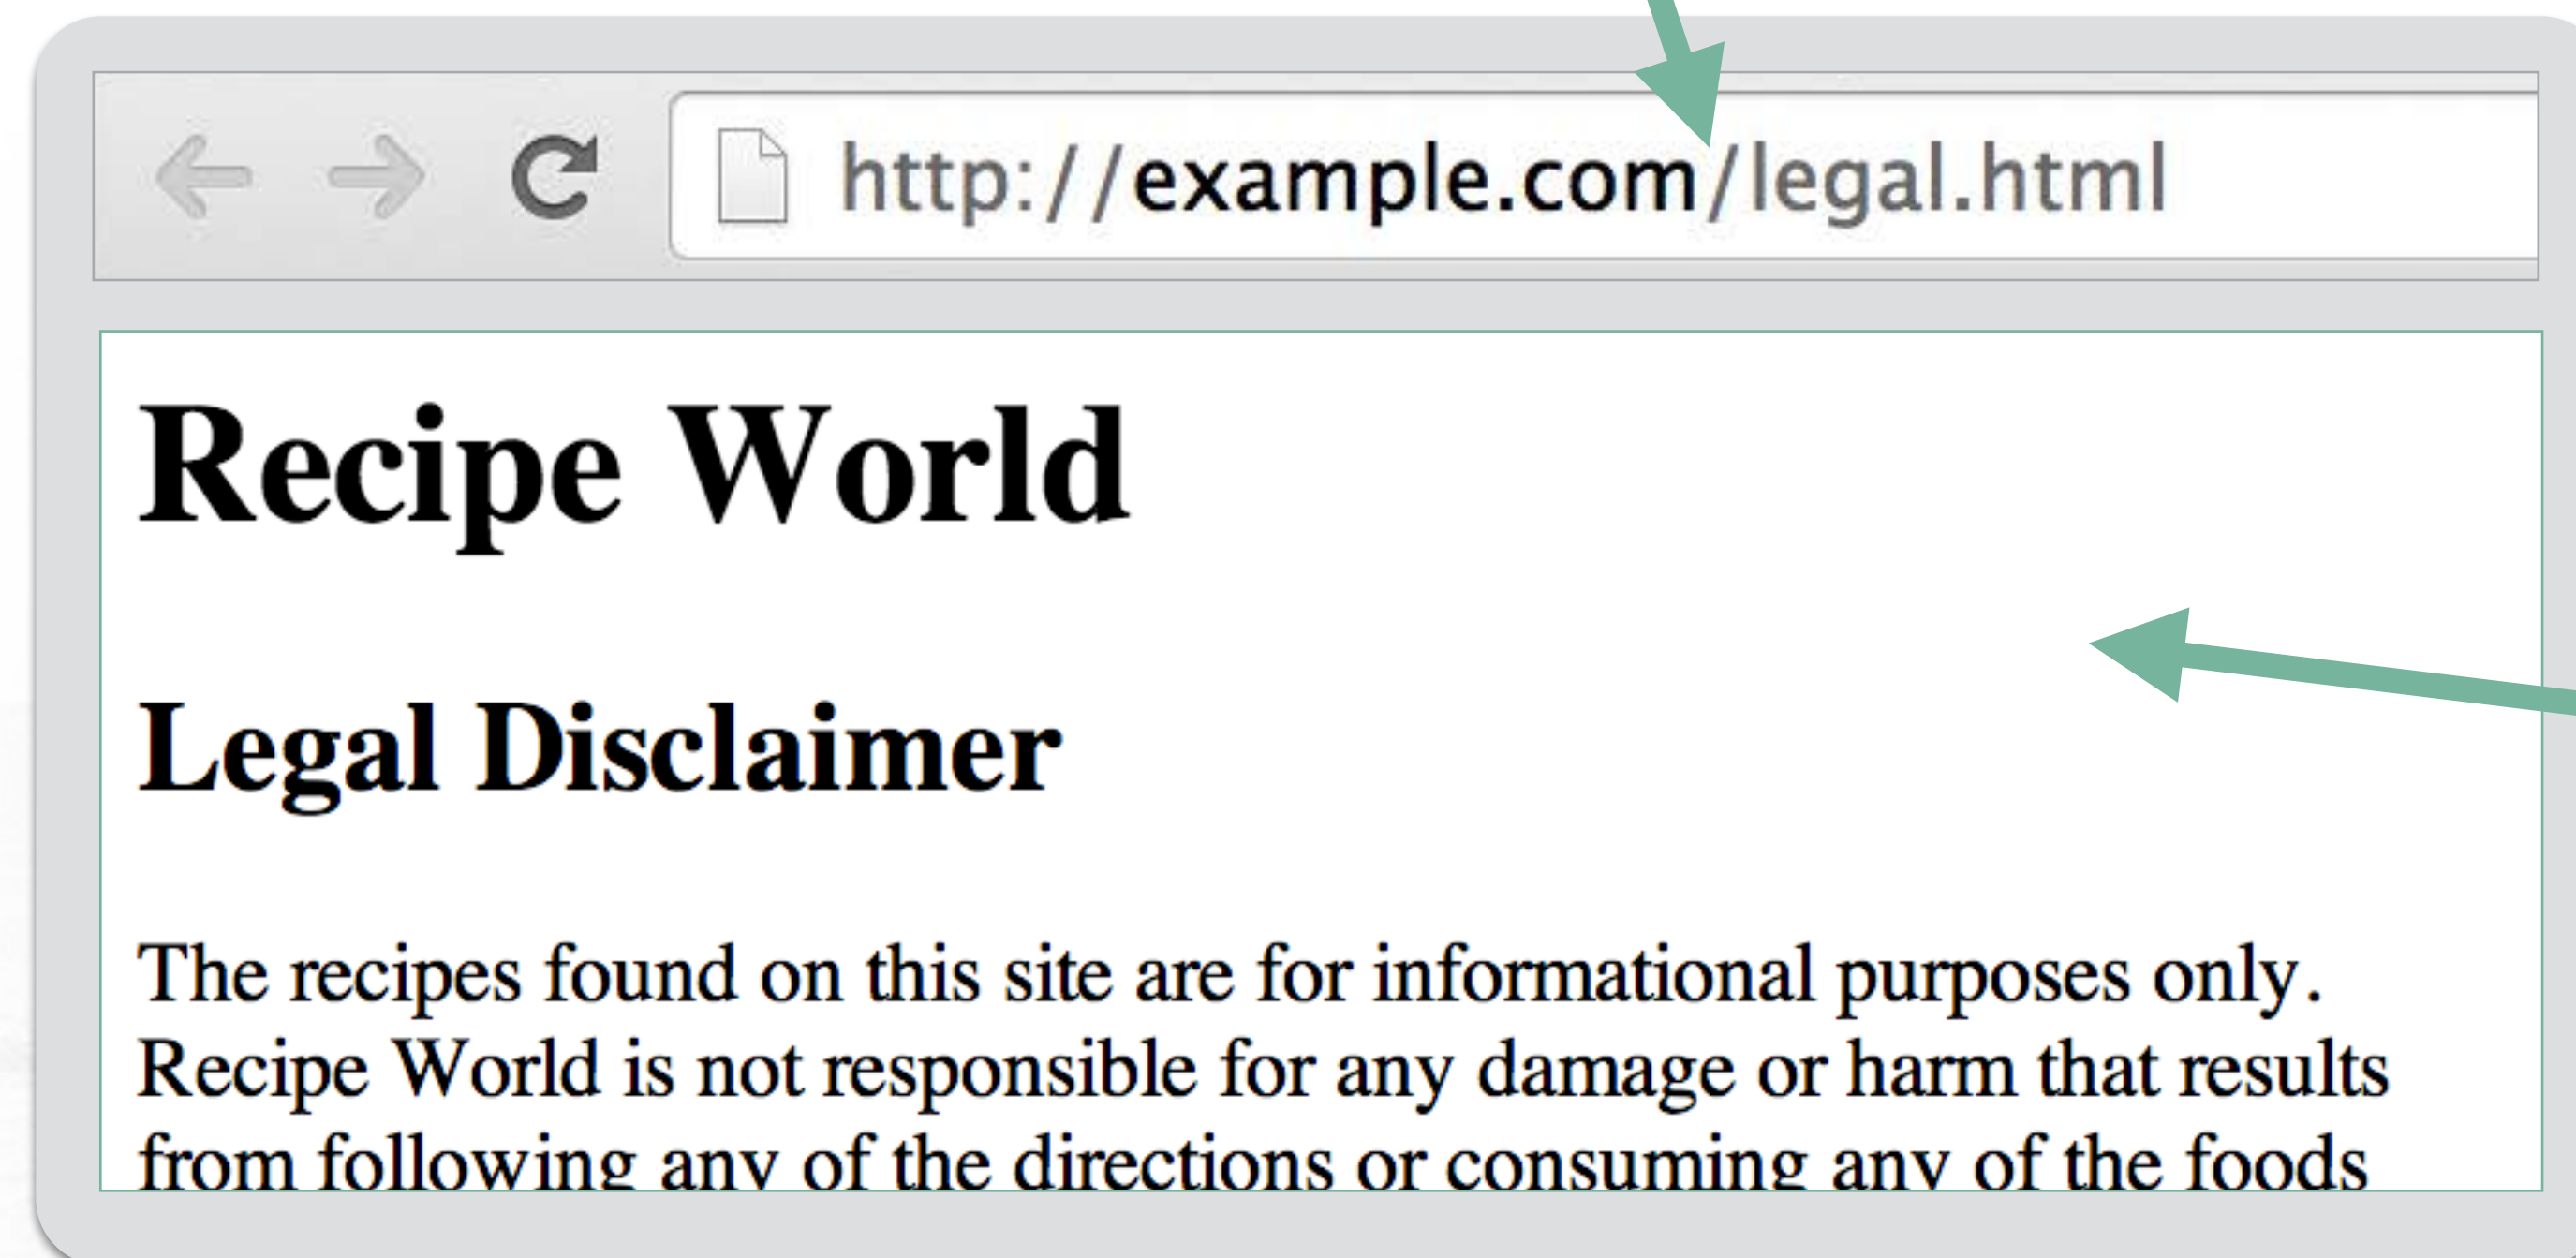 http://example.com/legal.html
Recipe World
Legal Disclaimer
The recipes found on this site are for informational purposes only.
Recipe World is not responsible for any damage or harm that results
from following any of the directions or consuming any of the foods